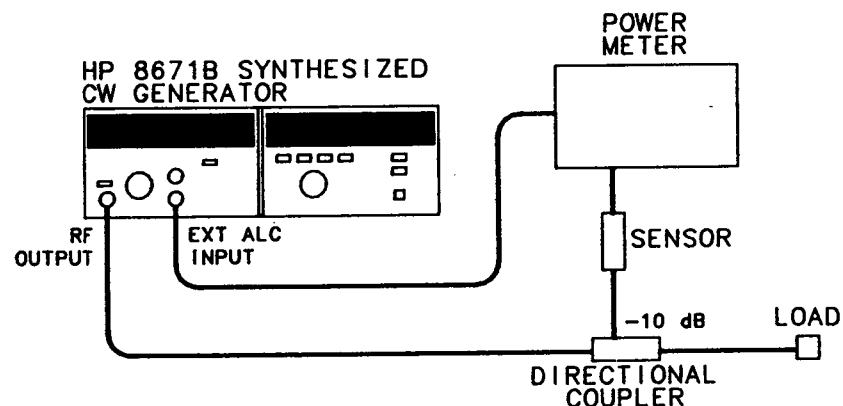 POWER
METER
HP 8671B SYNTHESIZED
CW GENERATOR
RF
OUTPUT
EXT ALC
INPUT
SENSOR
-10 dB
LOAD
DIRECTIONAL
COUPLER